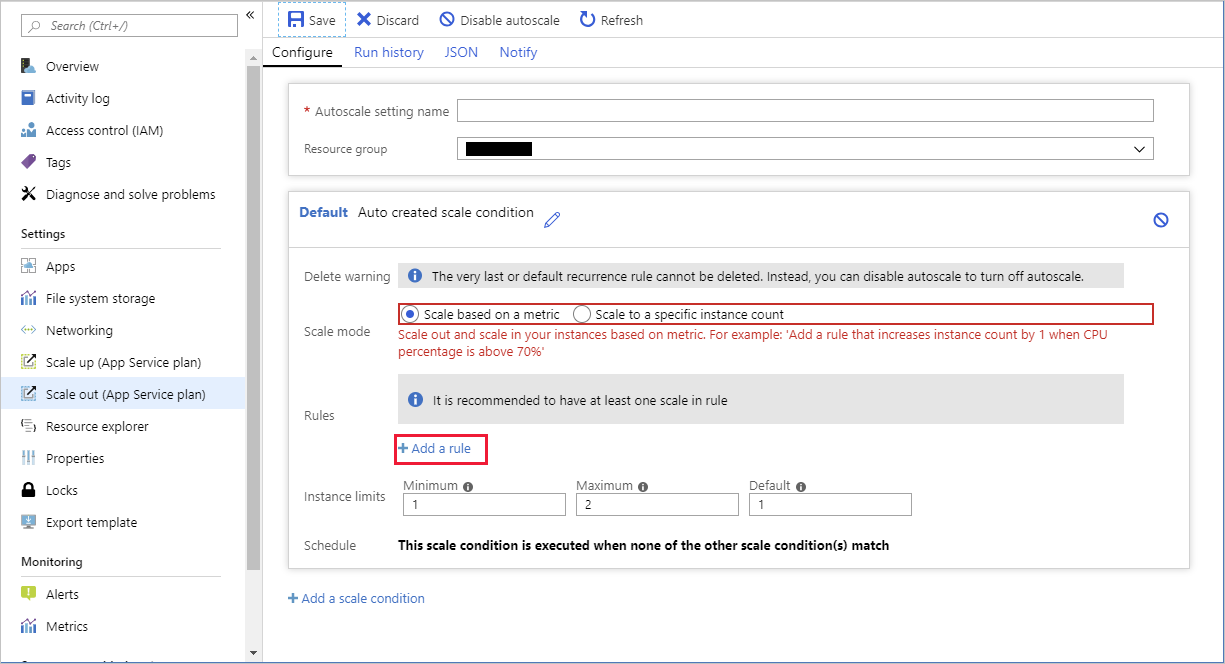 Search (Ctrl+/)
«
Overview
Activity log
Access control (IAM)
Tags
Diagnose and solve problems
Settings
Apps
File system storage
Networking
Scale up (App Service plan)
Scale out (App Service plan)
Resource explorer
Properties
Locks
Export template
Monitoring
Alerts
Metrics
Save Discard Disable autoscale Refresh
Configure Run history JSON Notify
* Autoscale setting name
Resource group
Default Auto created scale condition
Delete warning The very last or default recurrence rule cannot be deleted. Instead, you can disable autoscale to turn off autoscale.
Scale mode Scale based on a metric Scale to a specific instance count
Scale out and scale in your instances based on metric. For example: 'Add a rule that increases instance count by 1 when CPU
percentage is above 70%'
Rules It is recommended to have at least one scale in rule
+ Add a rule
Instance limits Minimum Maximum Default
1 2 1
Schedule This scale condition is executed when none of the other scale condition(s) match
+ Add a scale condition